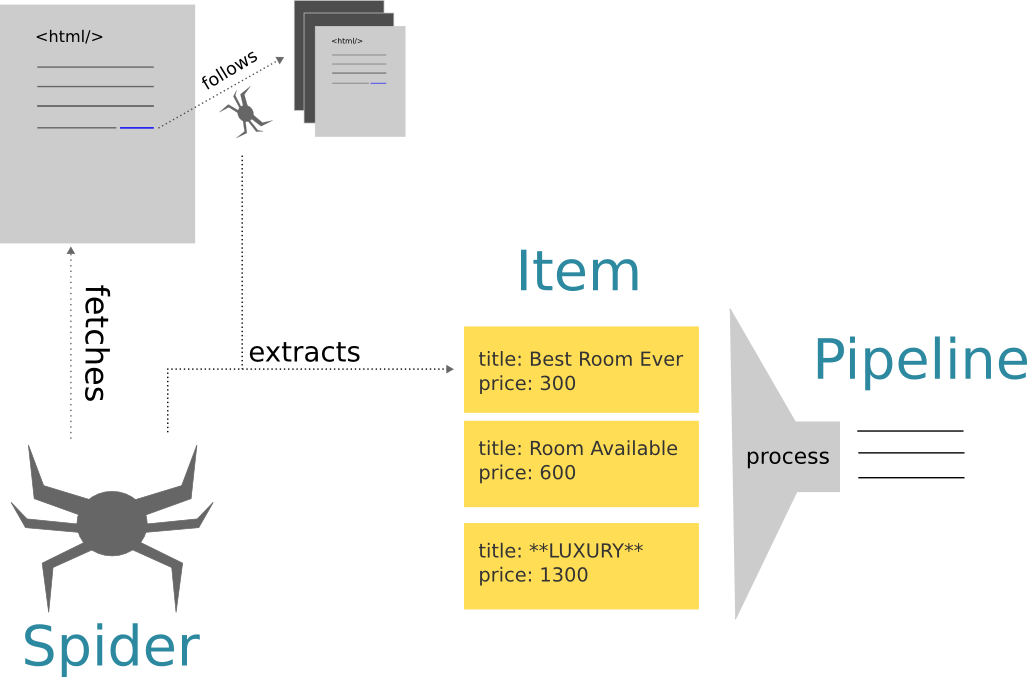 <html/>
follows
<html/>
fetches
extracts
Item
title: Best Room Ever
price: 300
title: Room Available
price: 600
title: **LUXURY**
price: 1300
Pipeline
process
Spider